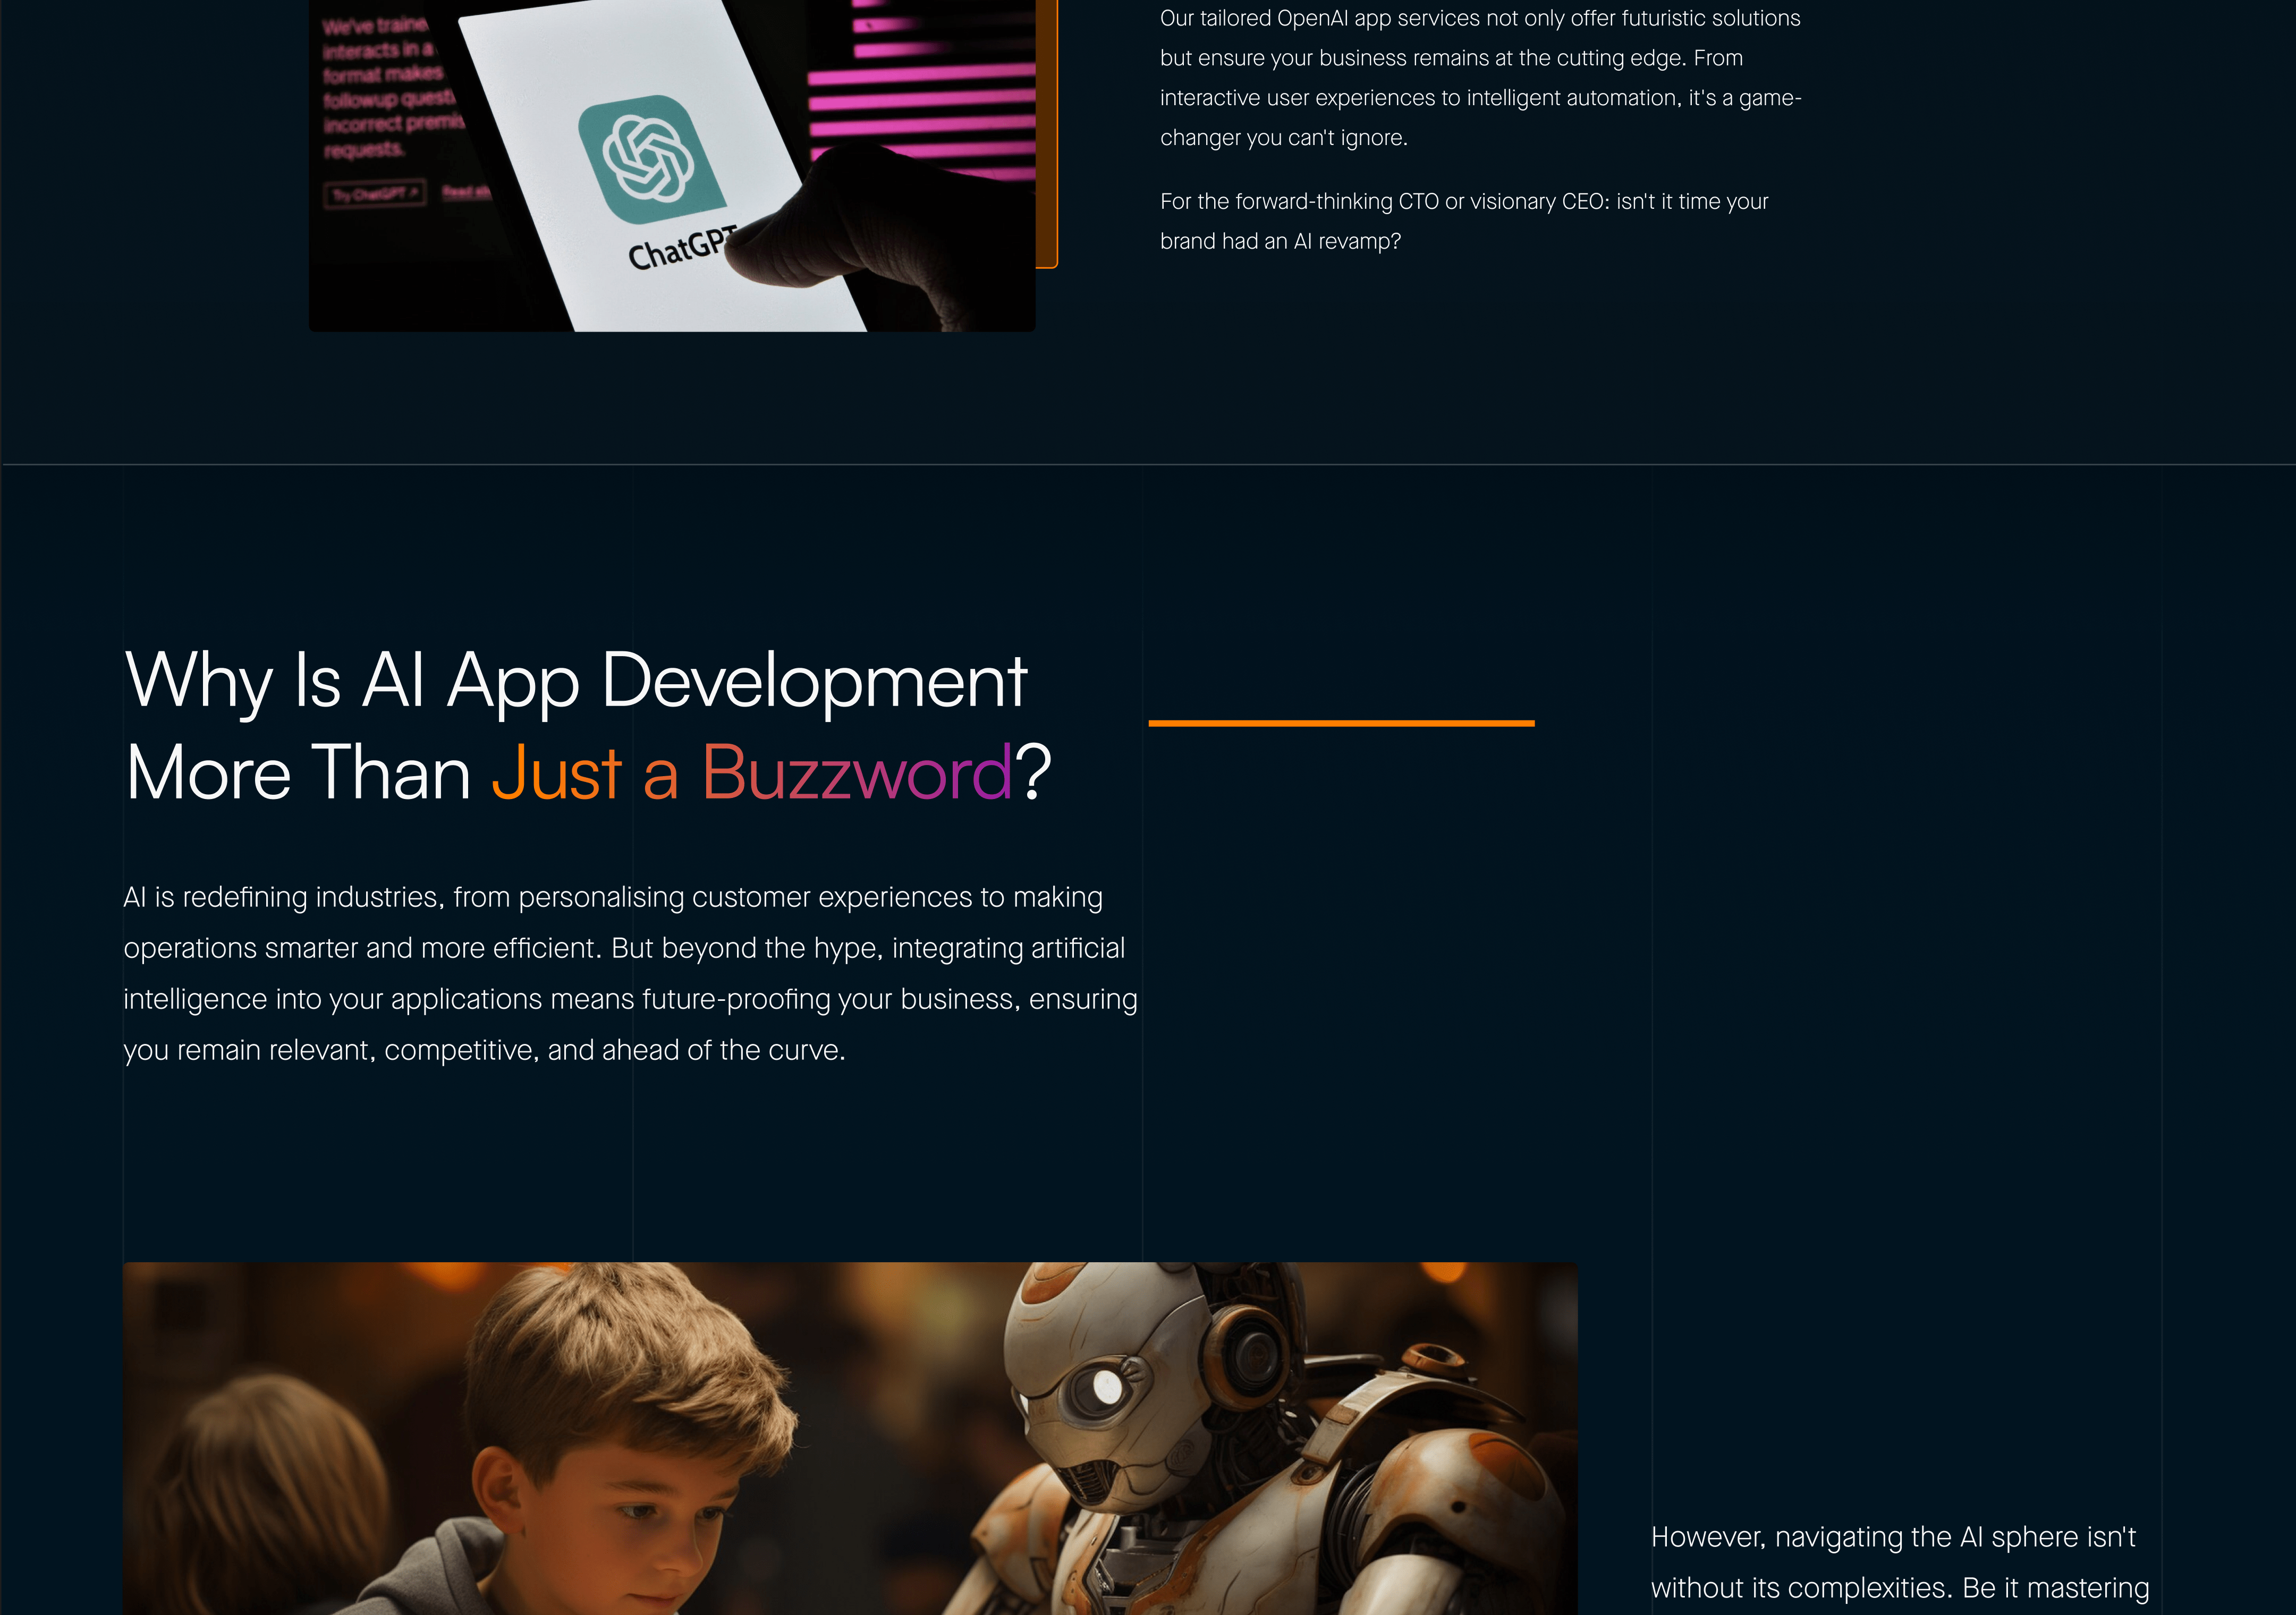 We've traine
interacts in a
format makes
followup questi
incorrect premis
requests.
Try ChatGPT ↗
Read ab
ChatGPT
Our tailored OpenAI app services not only offer futuristic solutions
but ensure your business remains at the cutting edge. From
interactive user experiences to intelligent automation, it's a game-
changer you can't ignore.
For the forward-thinking CTO or visionary CEO: isn't it time your
brand had an AI revamp?
Why Is AI App Development
More Than Just a Buzzword?
AI is redefining industries, from personalising customer experiences to making
operations smarter and more efficient. But beyond the hype, integrating artificial
intelligence into your applications means future-proofing your business, ensuring
you remain relevant, competitive, and ahead of the curve.
However, navigating the AI sphere isn't
without its complexities. Be it mastering